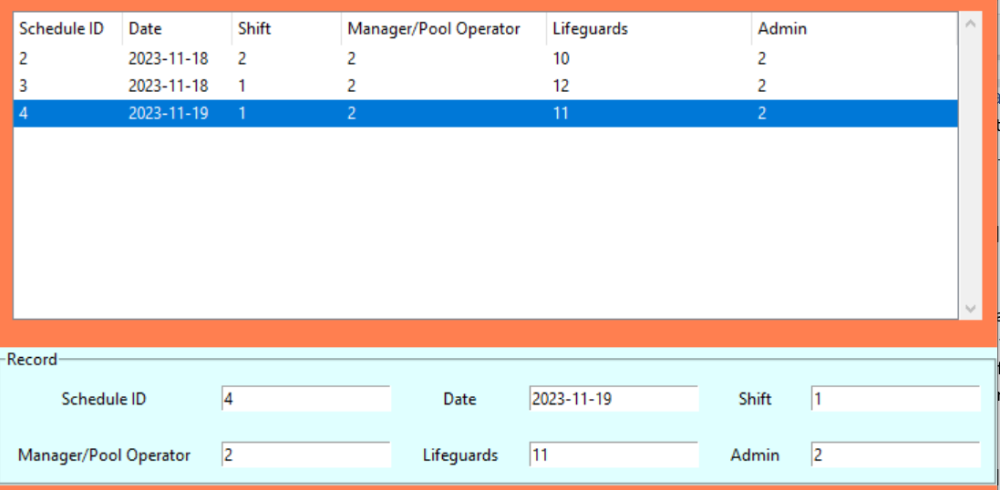 Schedule ID Date Shift Manager/Pool Operator Lifeguards Admin
2 2023-11-18 2 2 10 2
3 2023-11-18 1 2 12 2
4 2023-11-19 1 2 11 2
Record
Schedule ID 4 Date 2023-11-19 Shift 1
Manager/Pool Operator 2 Lifeguards 11 Admin 2